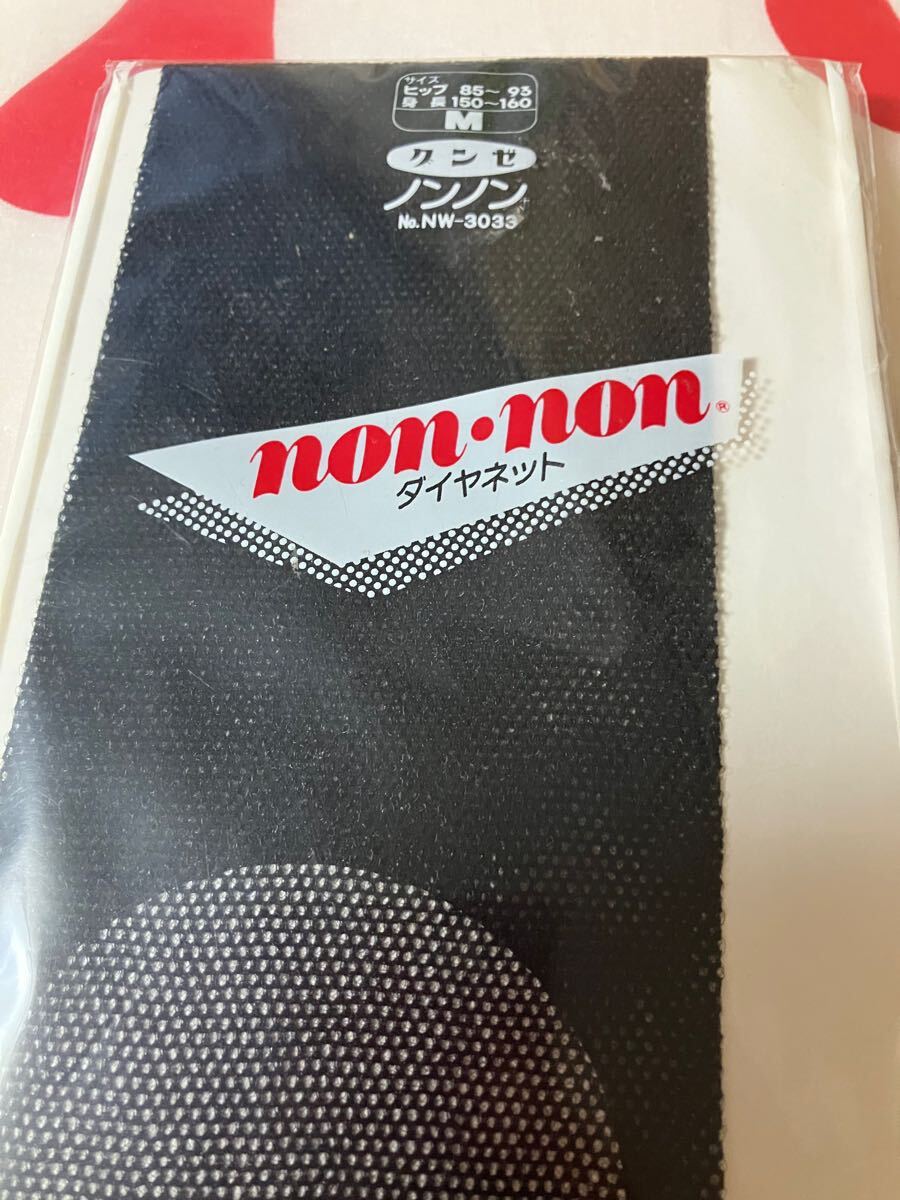 サイズ
ヒップ 85～93
身長 150～160
M
グンゼ
ノンノン
No.NW-3033
non·non®
ダイヤネット